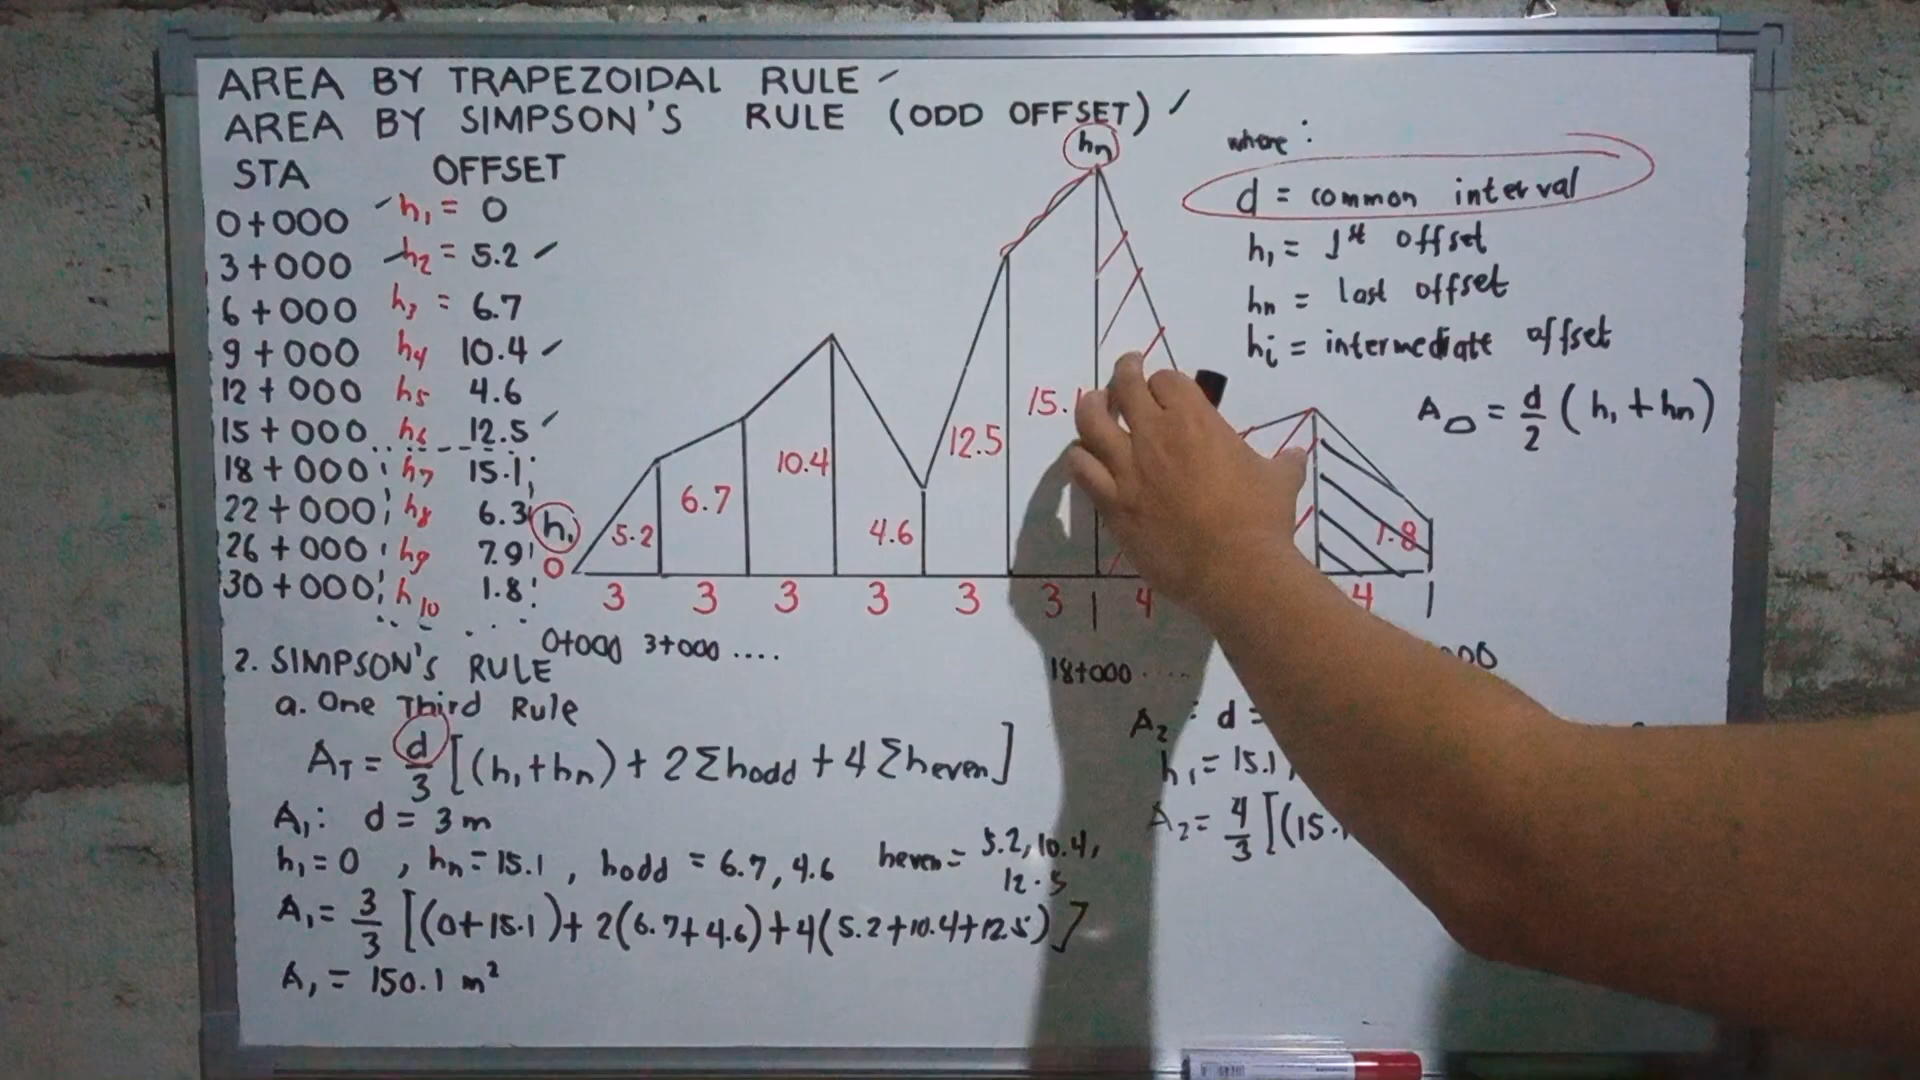 AREA BY TRAPEZOIDAL RULE
AREA BY SIMPSON'S RULE (ODD OFFSET)
STA OFFSET
0+000 h1 = 0
3+000 h2 = 5.2
6+000 h3 = 6.7
9+000 h4 10.4
12+000 h5 4.6
15+000 h6 12.5
18+000 h7 15.1
22+000 h8 6.3
26+000 h9 7.9
30+000 h10 1.8
hn
h1
0
5.2
6.7
10.4
4.6
12.5
15.1
1.8
3 3 3 3 3 3 4 4
0+000 3+000 ....
18+000 ....
where:
d = common interval
h1 = 1st offset
hn = last offset
hi = intermediate offset
A = d/2 (h1 + hn)
2. SIMPSON'S RULE
a. One Third Rule
AT = d/3 [(h1+hn) + 2Σhodd + 4Σheven]
A1: d = 3m
h1=0, hn=15.1, hodd = 6.7, 4.6 heven = 5.2, 10.4, 12.5
A1 = 3/3 [(0+15.1)+2(6.7+4.6)+4(5.2+10.4+12.5)]
A1 = 150.1 m²
A2: d =
h1 = 15.1,
A2 = 4/3 [(15.1